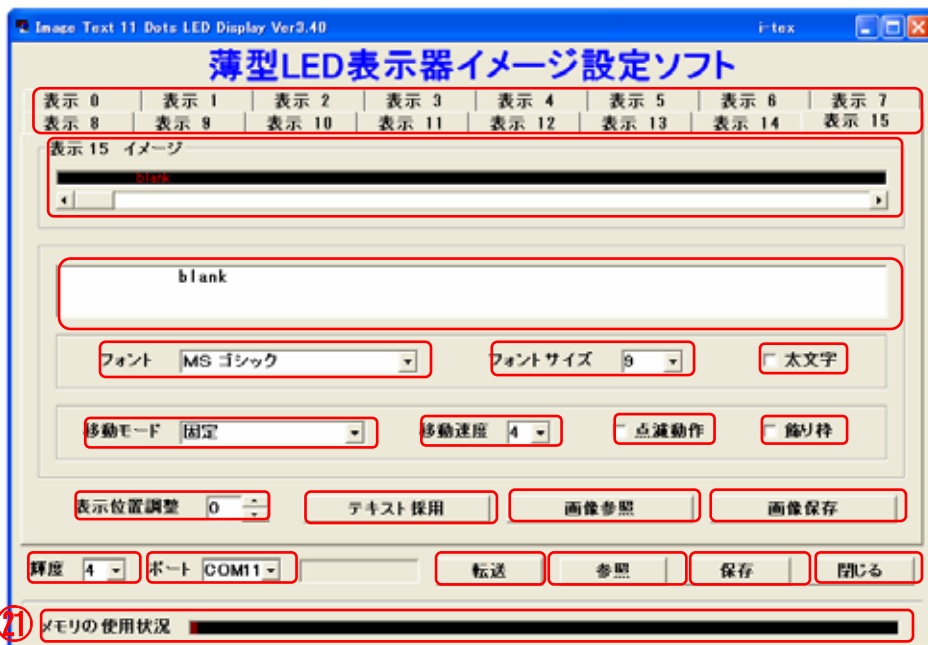 Image Text 11 Dots LED Display Ver3.40 i-tex
薄型LED表示器イメージ設定ソフト
表示 0 表示 1 表示 2 表示 3 表示 4 表示 5 表示 6 表示 7
表示 8 表示 9 表示 10 表示 11 表示 12 表示 13 表示 14 表示 15
表示 15 イメージ
blank
blank
フォント MS ゴシック フォントサイズ 9 太文字
移動モード 固定 移動速度 4 点滅動作 飾り枠
表示位置調整 0 テキスト採用 画像参照 画像保存
輝度 4 ポート COM11 転送 参照 保存 閉じる
㉑ メモリの使用状況